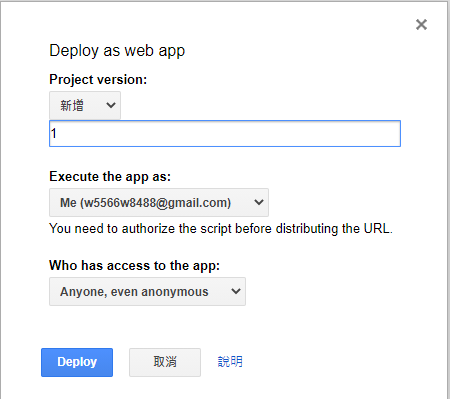 Deploy as web app
Project version:
新增
1
Execute the app as:
Me (w5566w8488@gmail.com)
You need to authorize the script before distributing the URL.
Who has access to the app:
Anyone, even anonymous
Deploy 取消 說明